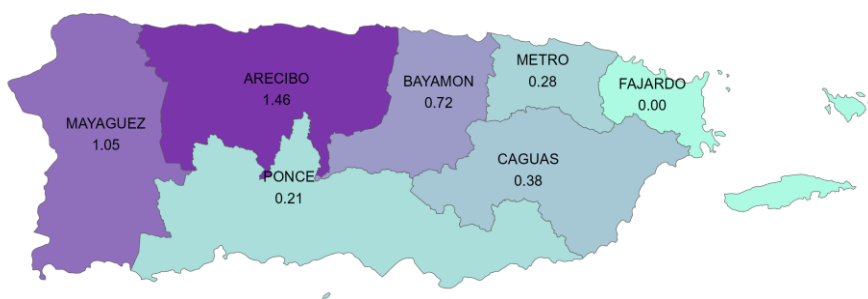 METRO
0.28
ARECIBO
1.46
BAYAMON
0.72
FAJARDO
0.00
MAYAGUEZ
1.05
CAGUAS
0.38
PONCE
0.21